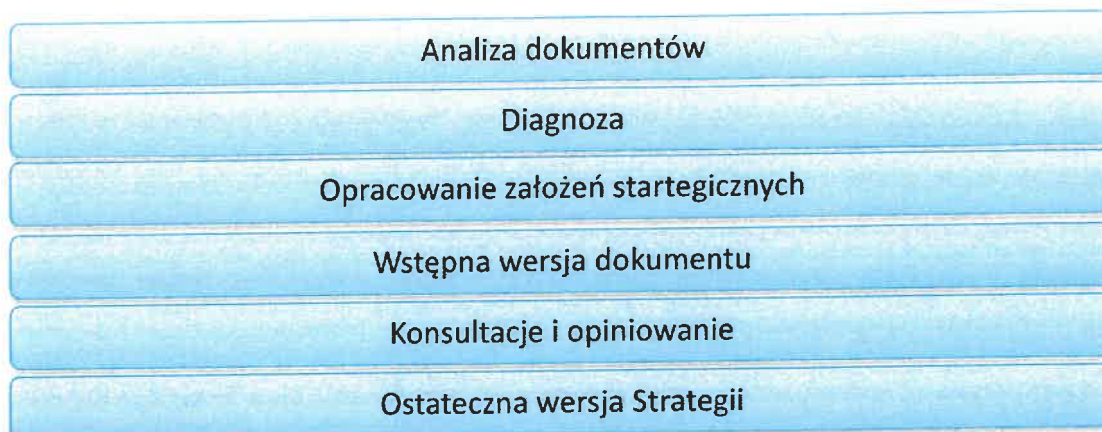 Analiza dokumentów
Diagnoza
Opracowanie założeń startegicznych
Wstępna wersja dokumentu
Konsultacje i opiniowanie
Ostateczna wersja Strategii